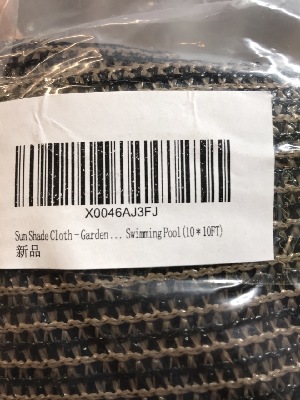 X0046AJ3FJ
Sun Shade Cloth - Garden ... Swimming Pool (10*10FT)
新品